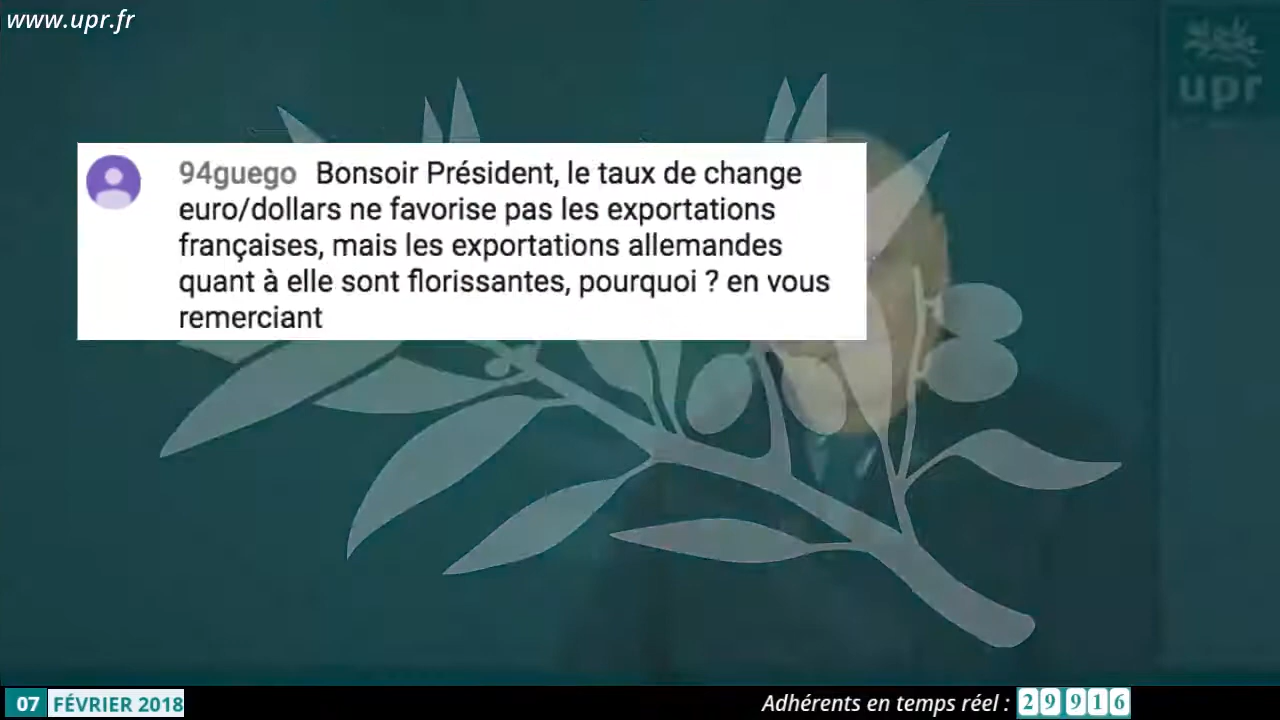 www.upr.fr
upr
94guego Bonsoir Président, le taux de change
euro/dollars ne favorise pas les exportations
françaises, mais les exportations allemandes
quant à elle sont florissantes, pourquoi ? en vous
remerciant
07 FÉVRIER 2018
Adhérents en temps réel : 29916